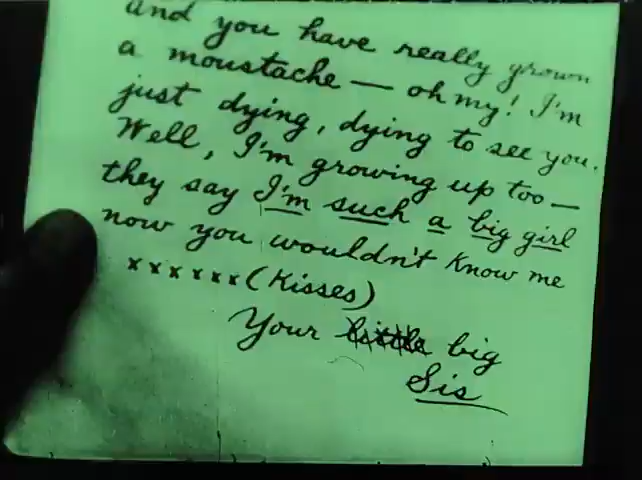 and you have really grown
a moustache — oh my! I'm
just dying, dying to see you.
Well, I'm growing up too —
they say I'm such a big girl
now you wouldn't know me
xxxxxx (Kisses)
Your little big
Sis